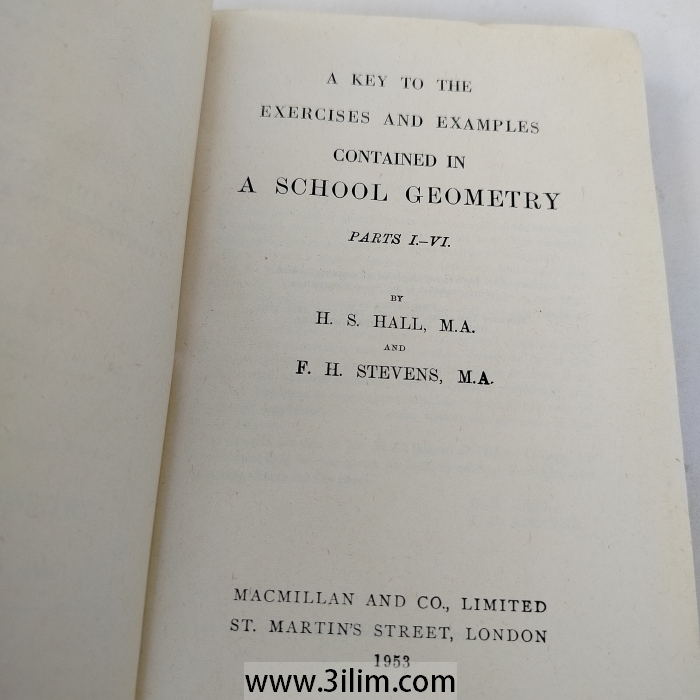 A KEY TO THE
EXERCISES AND EXAMPLES
CONTAINED IN
A SCHOOL GEOMETRY
PARTS I.–VI.
BY
H. S. HALL, M.A.
AND
F. H. STEVENS, M.A.
MACMILLAN AND CO., LIMITED
ST. MARTIN'S STREET, LONDON
1953
www.3ilim.com